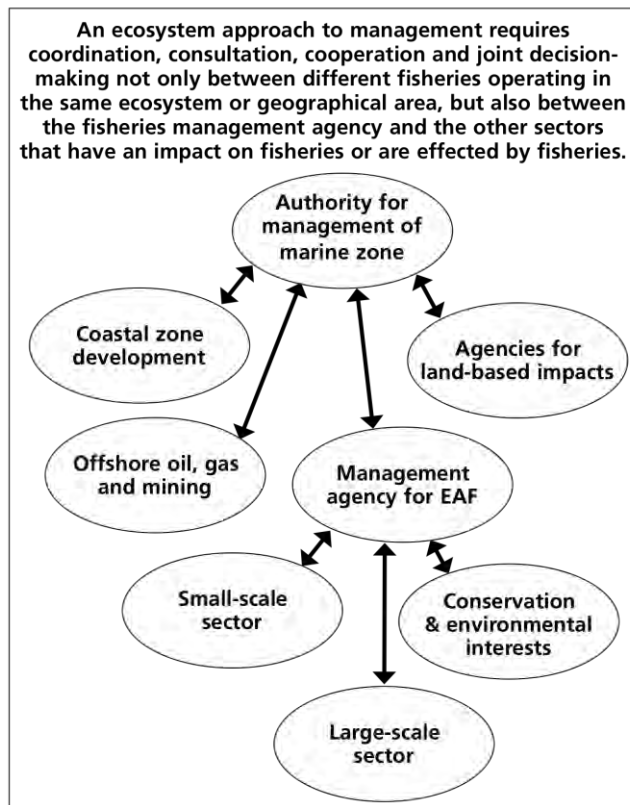 An ecosystem approach to management requires
coordination, consultation, cooperation and joint decision-
making not only between different fisheries operating in
the same ecosystem or geographical area, but also between
the fisheries management agency and the other sectors
that have an impact on fisheries or are effected by fisheries.
Authority for
management of
marine zone
Coastal zone
development
Agencies for
land-based impacts
Offshore oil, gas
and mining
Management
agency for EAF
Small-scale
sector
Conservation
& environmental
interests
Large-scale
sector